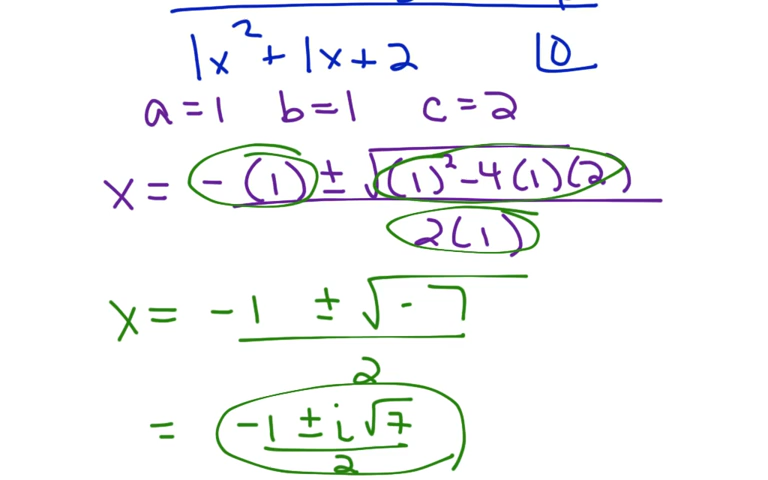 1x² + 1x + 2 |0
a = 1 b = 1 c = 2
x = -(1) ± √(1)² - 4(1)(2)
2(1)
x = -1 ± √-7
2
= -1 ± i√7
2